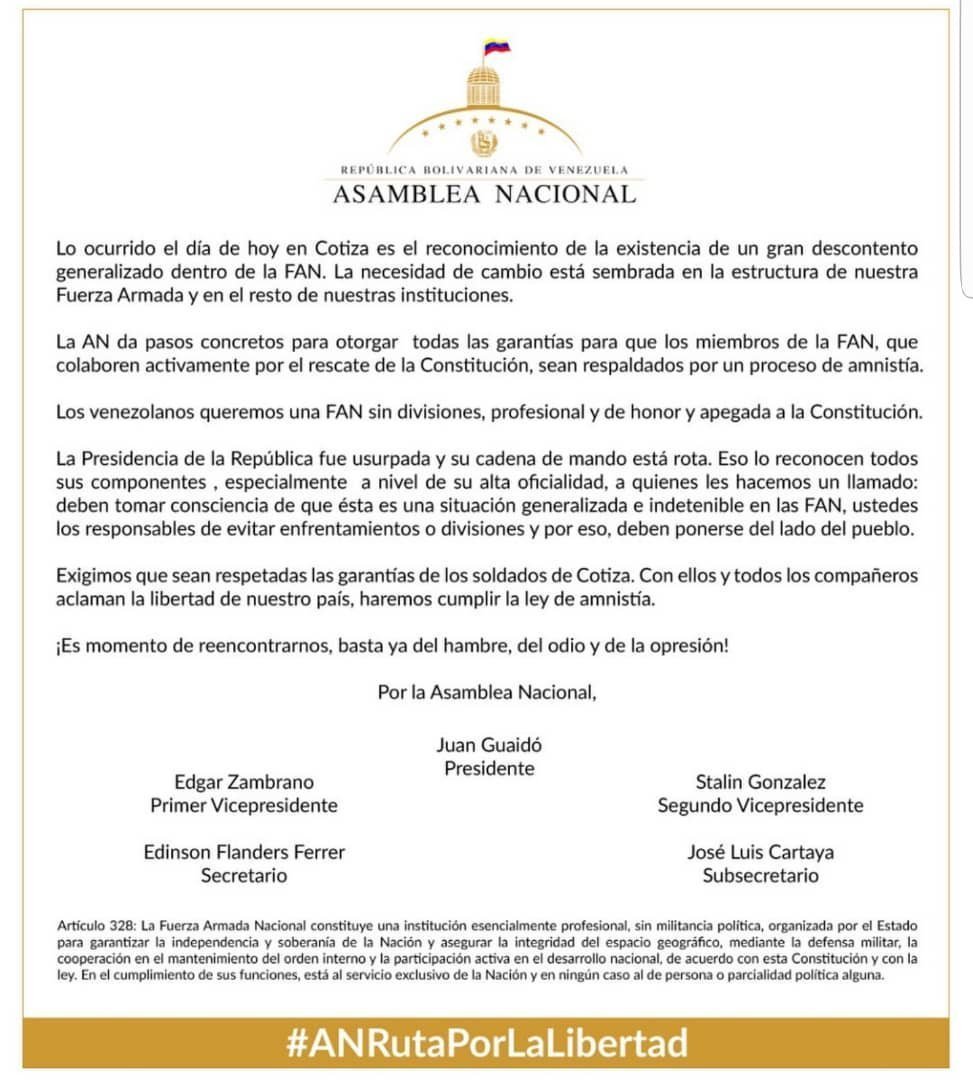 REPÚBLICA BOLIVARIANA DE VENEZUELA
ASAMBLEA NACIONAL
Lo ocurrido el día de hoy en Cotiza es el reconocimiento de la existencia de un gran descontento
generalizado dentro de la FAN. La necesidad de cambio está sembrada en la estructura de nuestra
Fuerza Armada y en el resto de nuestras instituciones.
La AN da pasos concretos para otorgar todas las garantías para que los miembros de la FAN, que
colaboren activamente por el rescate de la Constitución, sean respaldados por un proceso de amnistía.
Los venezolanos queremos una FAN sin divisiones, profesional y de honor y apegada a la Constitución.
La Presidencia de la República fue usurpada y su cadena de mando está rota. Eso lo reconocen todos
sus componentes , especialmente a nivel de su alta oficialidad, a quienes les hacemos un llamado:
deben tomar consciencia de que ésta es una situación generalizada e indetenible en las FAN, ustedes
los responsables de evitar enfrentamientos o divisiones y por eso, deben ponerse del lado del pueblo.
Exigimos que sean respetadas las garantías de los soldados de Cotiza. Con ellos y todos los compañeros
aclaman la libertad de nuestro país, haremos cumplir la ley de amnistía.
¡Es momento de reencontrarnos, basta ya del hambre, del odio y de la opresión!
Por la Asamblea Nacional,
Juan Guaidó
Presidente
Edgar Zambrano
Primer Vicepresidente
Stalin Gonzalez
Segundo Vicepresidente
Edinson Flanders Ferrer
Secretario
José Luis Cartaya
Subsecretario
Artículo 328: La Fuerza Armada Nacional constituye una institución esencialmente profesional, sin militancia política, organizada por el Estado
para garantizar la independencia y soberanía de la Nación y asegurar la integridad del espacio geográfico, mediante la defensa militar, la
cooperación en el mantenimiento del orden interno y la participación activa en el desarrollo nacional, de acuerdo con esta Constitución y con la
ley. En el cumplimiento de sus funciones, está al servicio exclusivo de la Nación y en ningún caso al de persona o parcialidad política alguna.
#ANRutaPorLaLibertad